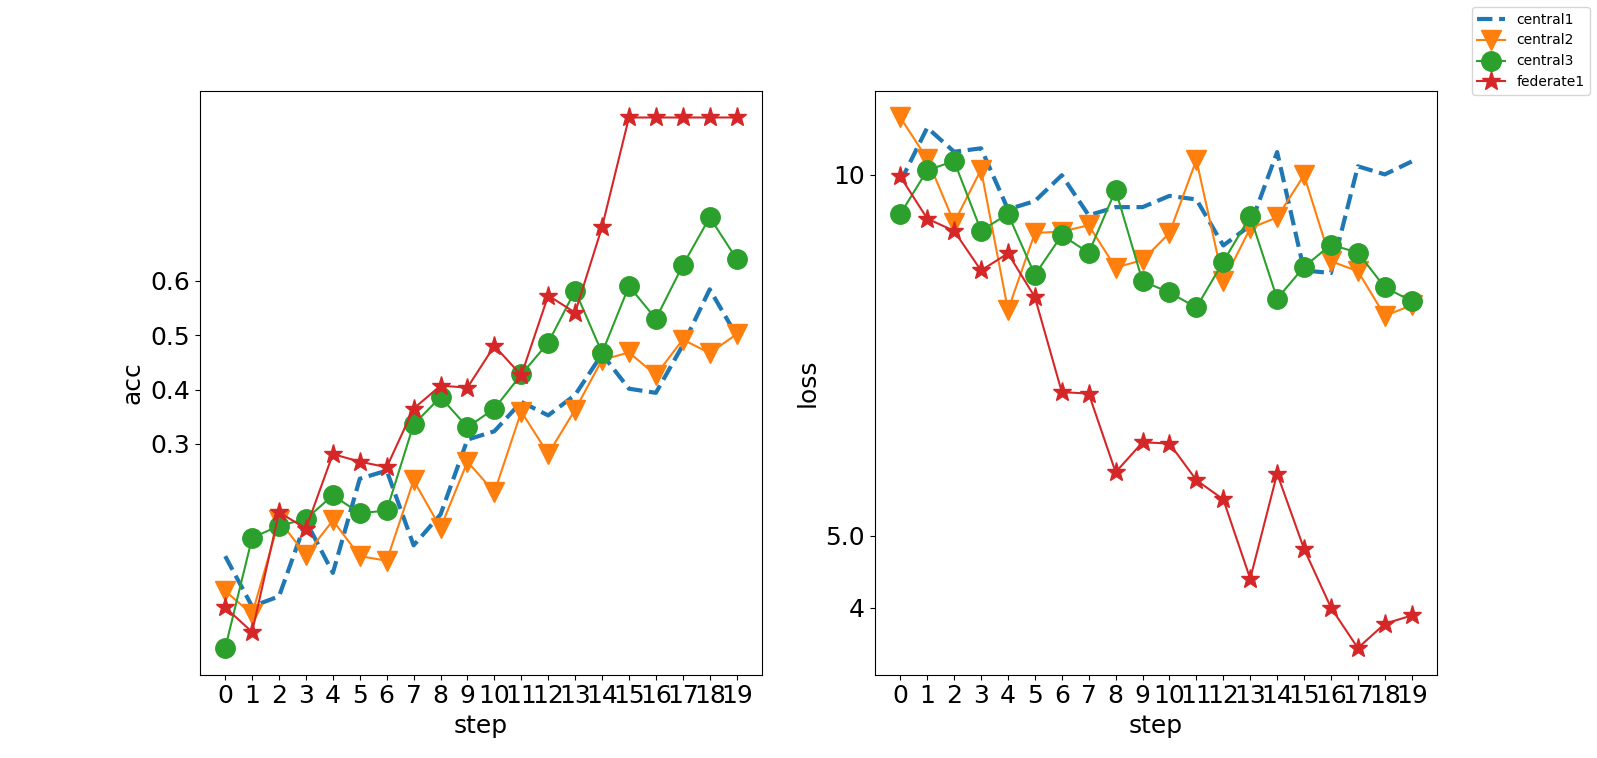 central1
central2
central3
federate1
0.6
0.5
0.4
0.3
acc
0 1 2 3 4 5 6 7 8 9 10 11 12 13 14 15 16 17 18 19
step
10
5.0
4
loss
0 1 2 3 4 5 6 7 8 9 10 11 12 13 14 15 16 17 18 19
step